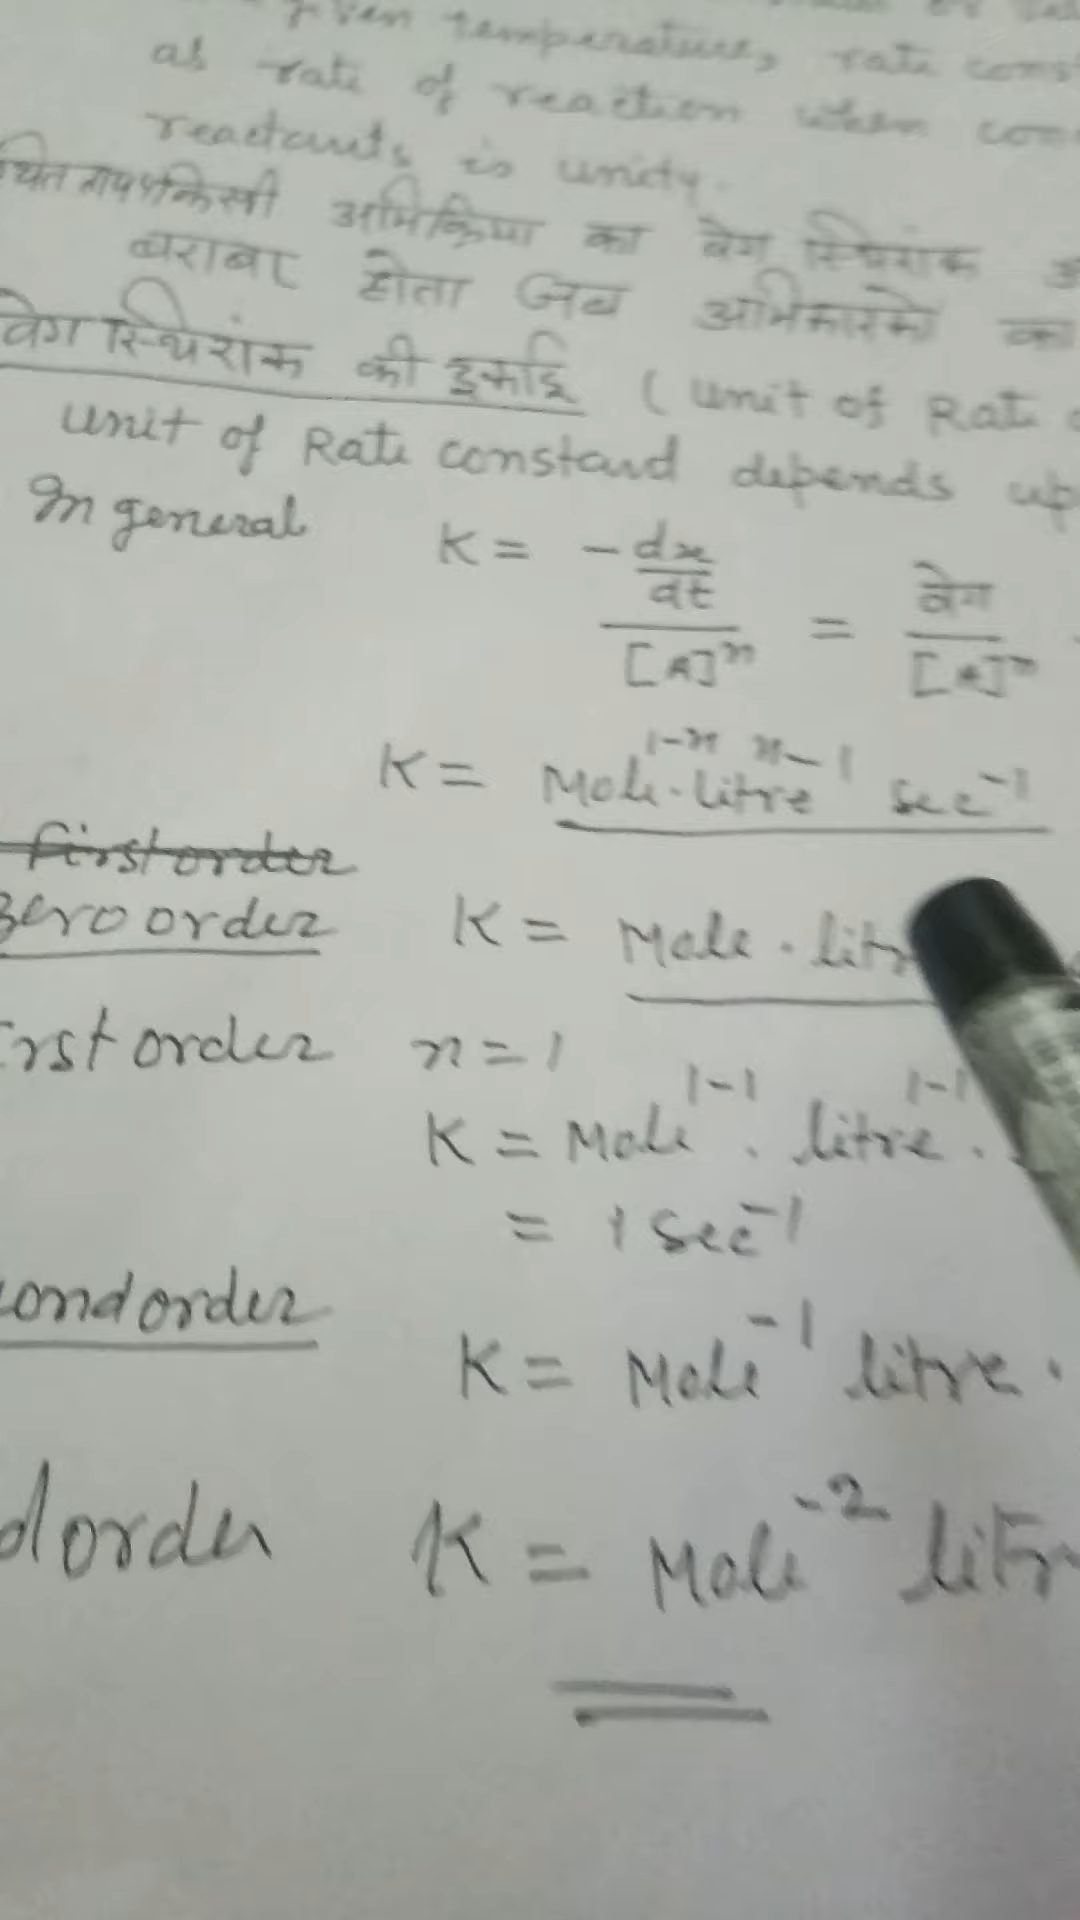 given temperature, rate const
as rate of reaction when con
reactants is unity.
अभिक्रिया का वेग स्थिरांक
बराबर होता जब अभिकारको का
वेग स्थिरांक की इकाई ( unit of Rate
unit of Rate constand depends up
In general K = -dx/dt / [A]^n = वेग / [A]^n
K = Mole^1-n . litre^n-1 sec^-1
first order
Zero order K = Mole . litr
irst order n = 1
K = Mole^1-1 . litre^1-1 .
= 1 sec^-1
cond order
K = Mole^-1 litre .
d order K = Mole^-2 litr